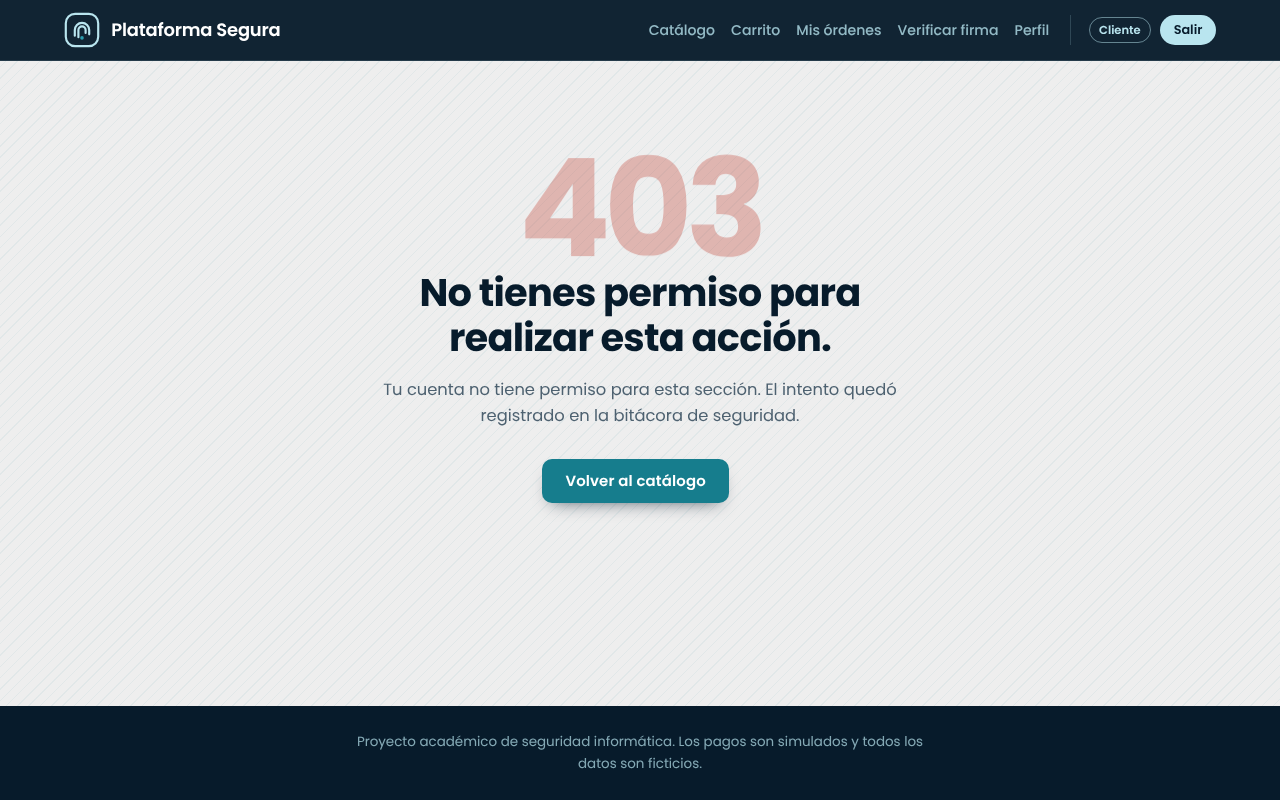 Plataforma Segura
Catálogo Carrito Mis órdenes Verificar firma Perfil Cliente Salir
403
No tienes permiso para
realizar esta acción.
Tu cuenta no tiene permiso para esta sección. El intento quedó
registrado en la bitácora de seguridad.
Volver al catálogo
Proyecto académico de seguridad informática. Los pagos son simulados y todos los
datos son ficticios.